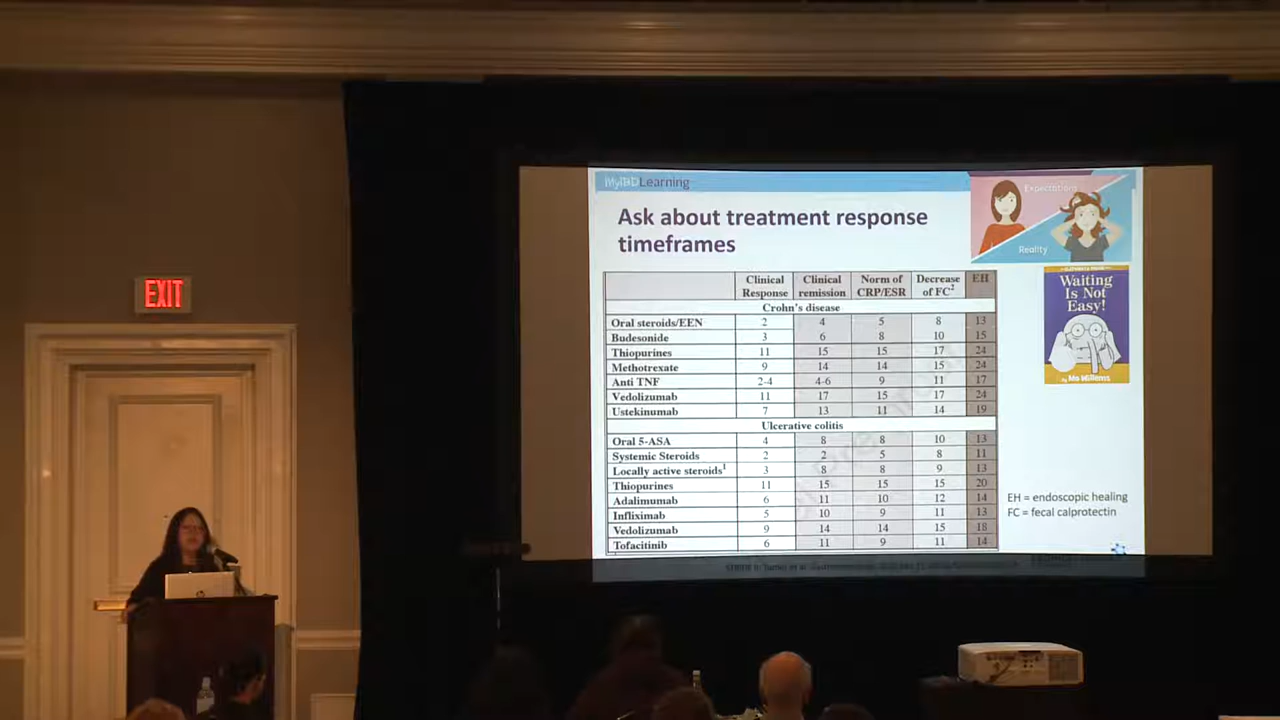 EXIT
MyIBD Learning
Ask about treatment response
timeframes
Expectations
Reality
Waiting
Is Not
Easy!
by Mo Willems
Clinical Response Clinical remission Norm of CRP/ESR Decrease of FC2 EH
Crohn's disease
Oral steroids/EEN 2 4 5 8 13
Budesonide 3 6 8 10 15
Thiopurines 11 15 15 17 24
Methotrexate 9 14 14 15 24
Anti TNF 2-4 4-6 9 11 17
Vedolizumab 11 17 15 17 24
Ustekinumab 7 13 11 14 19
Ulcerative colitis
Oral 5-ASA 4 8 8 10 13
Systemic Steroids 2 2 5 8 11
Locally active steroids1 3 8 8 9 13
Thiopurines 11 15 15 15 20
Adalimumab 6 11 10 12 14
Infliximab 5 10 9 11 13
Vedolizumab 9 14 14 15 18
Tofacitinib 6 11 9 11 14
EH = endoscopic healing
FC = fecal calprotectin